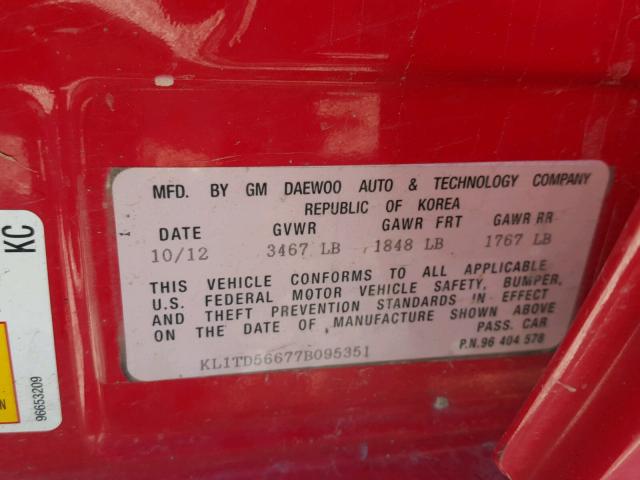 MFD. BY GM DAEWOO AUTO & TECHNOLOGY COMPANY
REPUBLIC OF KOREA
DATE GVWR GAWR FRT GAWR RR
10/12 3467 LB 1848 LB 1767 LB
THIS VEHICLE CONFORMS TO ALL APPLICABLE
U.S. FEDERAL MOTOR VEHICLE SAFETY, BUMPER,
AND THEFT PREVENTION STANDARDS IN EFFECT
ON THE DATE OF MANUFACTURE SHOWN ABOVE
PASS. CAR
KL1TD56677B095351
P.N.96 404 578
KC
96653209